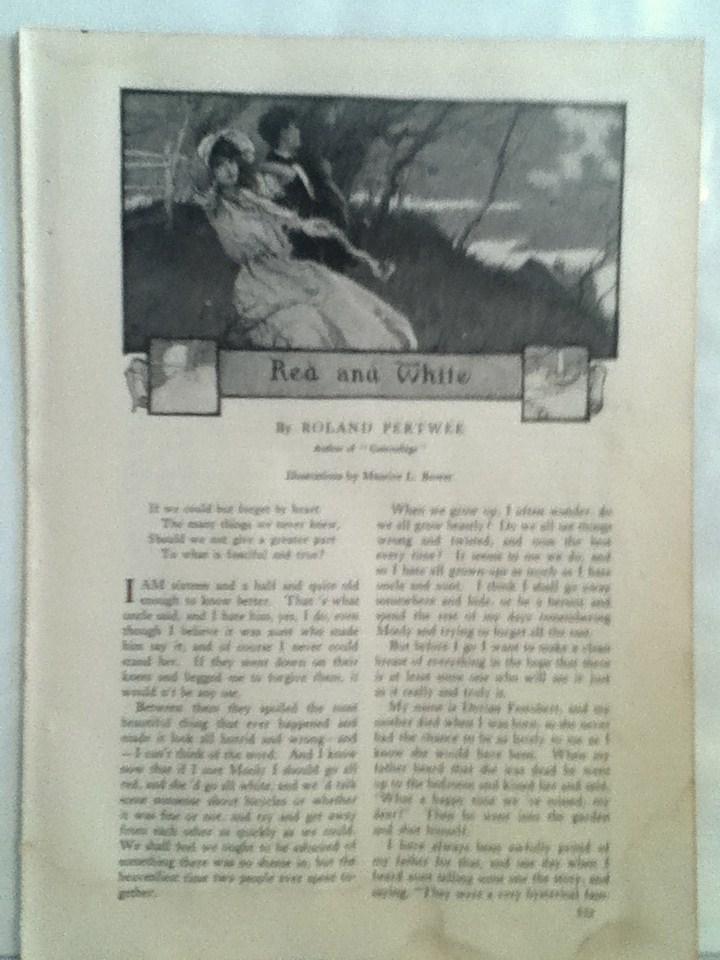 Red and White
By ROLAND PERTWEE
Author of "Camouflage"
Illustrations by Maurice L. Bower
If we could but forget by heart
The many things we never knew,
Should we not give a greater part
To what is fanciful and true?
I AM sixteen and a half and quite old
enough to know better. That 's what
uncle said, and I hate him, yes, I do, even
though I believe it was aunt who made
him say it, and of course I never could
stand her. If they went down on their
knees and begged me to forgive them, it
would n't be any use.
Between them they spoiled the most
beautiful thing that ever happened and
made it look all horrid and wrong—and
—I can't think of the word. And I know
now that if I met Monly I should go all
red, and she 'd go all white, and we 'd talk
some nonsense about bicycles or whether
it was fine or not, and try and get away
from each other as quickly as we could.
We shall feel we ought to be ashamed of
something there was no shame in, but the
heavenliest time two people ever spent to-
gether.
When we grow up, I often wonder, do
we all grow beastly? Do we all see things
wrong and twisted, and soon the best
every time? It seems to me we do, and
so I hate all grown-ups as much as I hate
uncle and aunt. I think I shall go away
somewhere and hide, or be a hermit and
spend the rest of my days remembering
and trying to forget all the rest.
But before I go I want to make a clean
breast of everything in the hope that there
is at least some one who will see it just
as it really and truly is.
My name is Dorian and my
mother died when I was born, so she never
had the chance to be as beastly to me as I
know she would have been. When my
father heard that she was dead he went
up to the bedroom and kissed her and said,
"What a happy time we 've missed, my
dear!" Then he went into the garden
and shot himself.
I have always been awfully proud of
my father for that, and one day when I
heard aunt telling some one the story, and
saying, "They were a very hysterical fam-